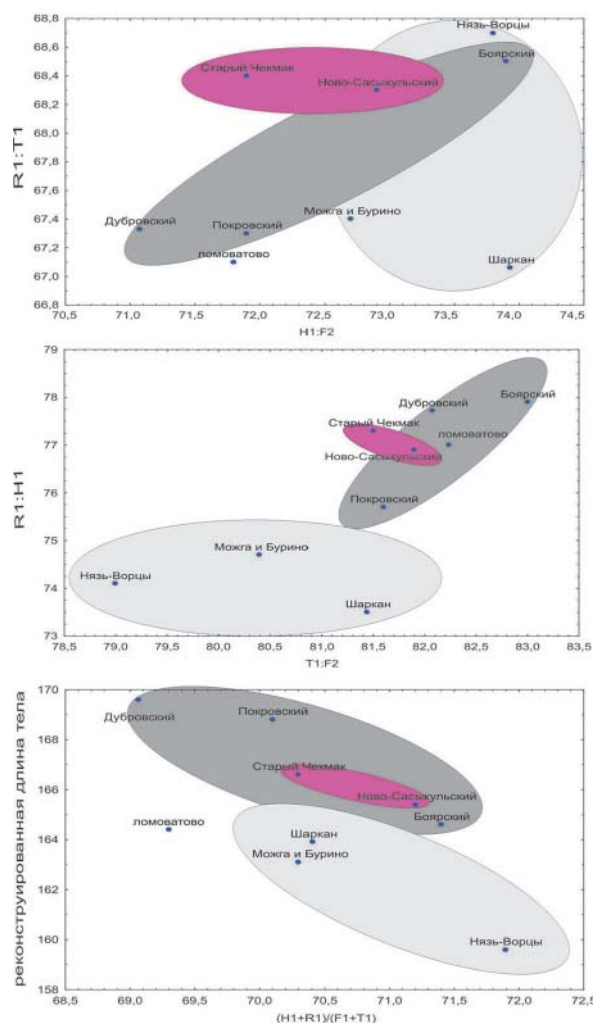 68,8
68,6
68,4
68,2
68,0
67,8
67,6
67,4
67,2
67,0
66,8
R1:T1
Нязь-Ворцы
Боярский
Старый Чекмак
Ново-Сасыкульский
Можга и Бурино
Дубровский
Покровский
ломоватово
Шаркан
70,5 71,0 71,5 72,0 72,5 73,0 73,5 74,0 74,5
H1:F2
79
78
77
76
75
74
73
R1:H1
Боярский
Дубровский
Старый Чекмак
ломоватово
Ново-Сасыкульский
Покровский
Можга и Бурино
Нязь-Ворцы
Шаркан
78,5 79,0 79,5 80,0 80,5 81,0 81,5 82,0 82,5 83,0 83,5
T1:F2
170
168
166
164
162
160
158
реконструированная длина тела
Дубровский
Покровский
Старый Чекмак
Ново-Сасыкульский
Боярский
ломоватово
Шаркан
Можга и Бурино
Нязь-Ворцы
68,5 69,0 69,5 70,0 70,5 71,0 71,5 72,0 72,5
(H1+R1)/(F1+T1)